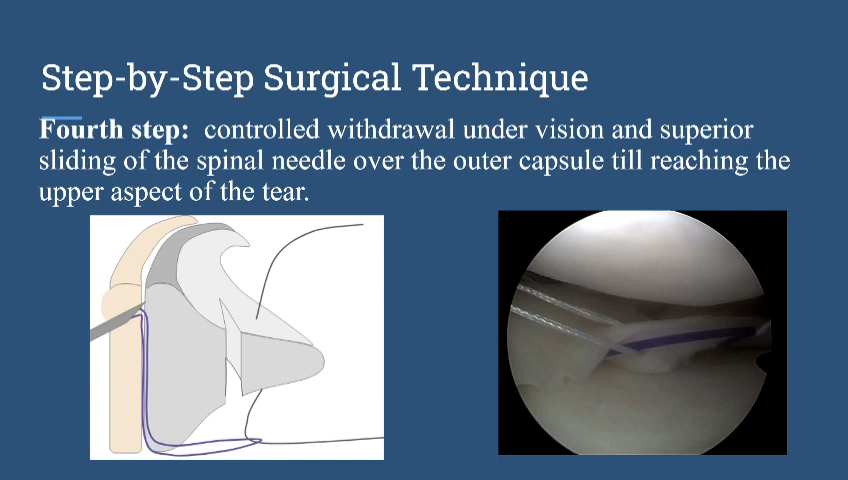 Step-by-Step Surgical Technique
Fourth step: controlled withdrawal under vision and superior
sliding of the spinal needle over the outer capsule till reaching the
upper aspect of the tear.